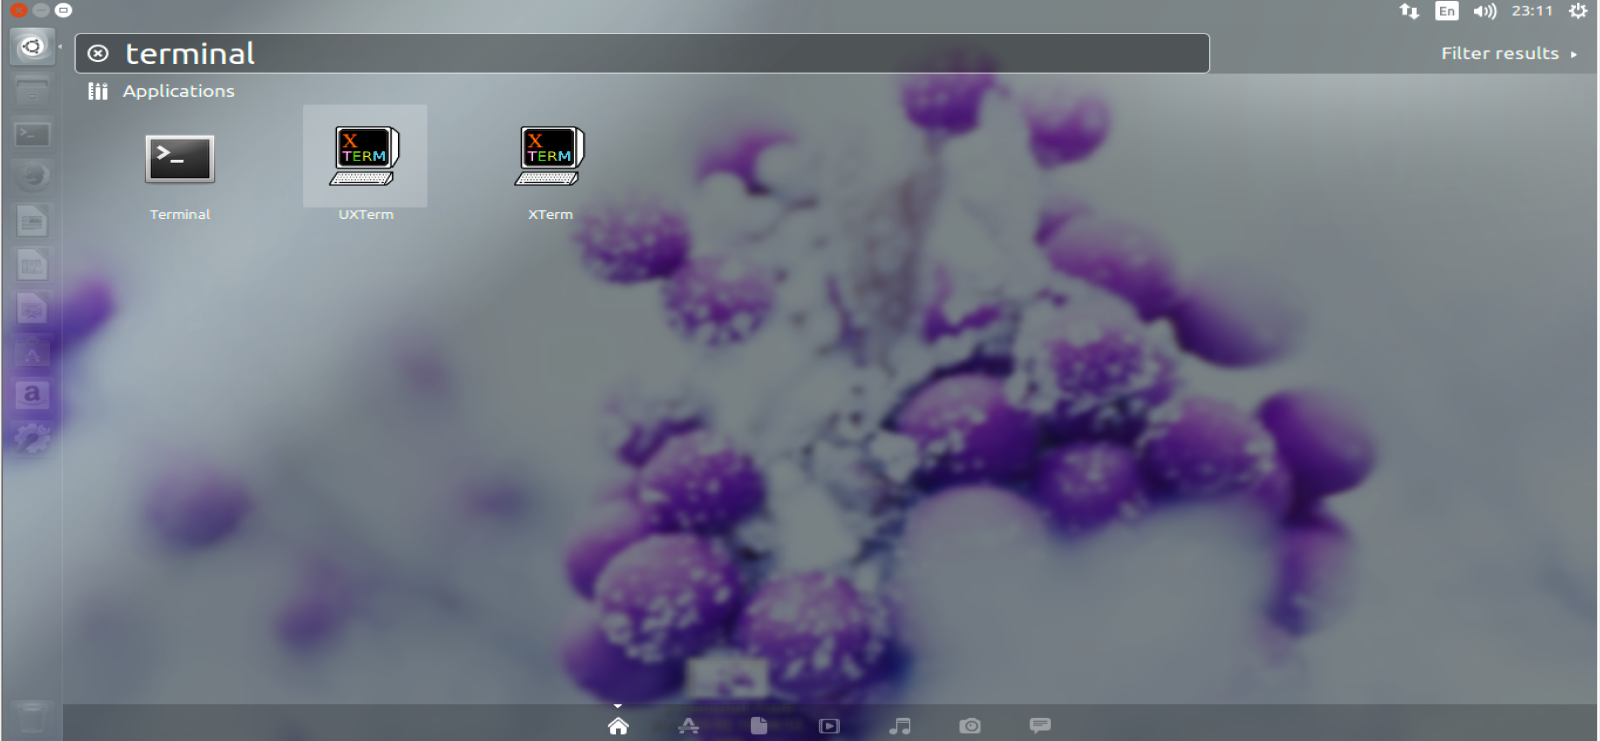 En 23:11
terminal
Filter results
Applications
>_
X
TERM
X
TERM
Terminal
UXTerm
XTerm
a